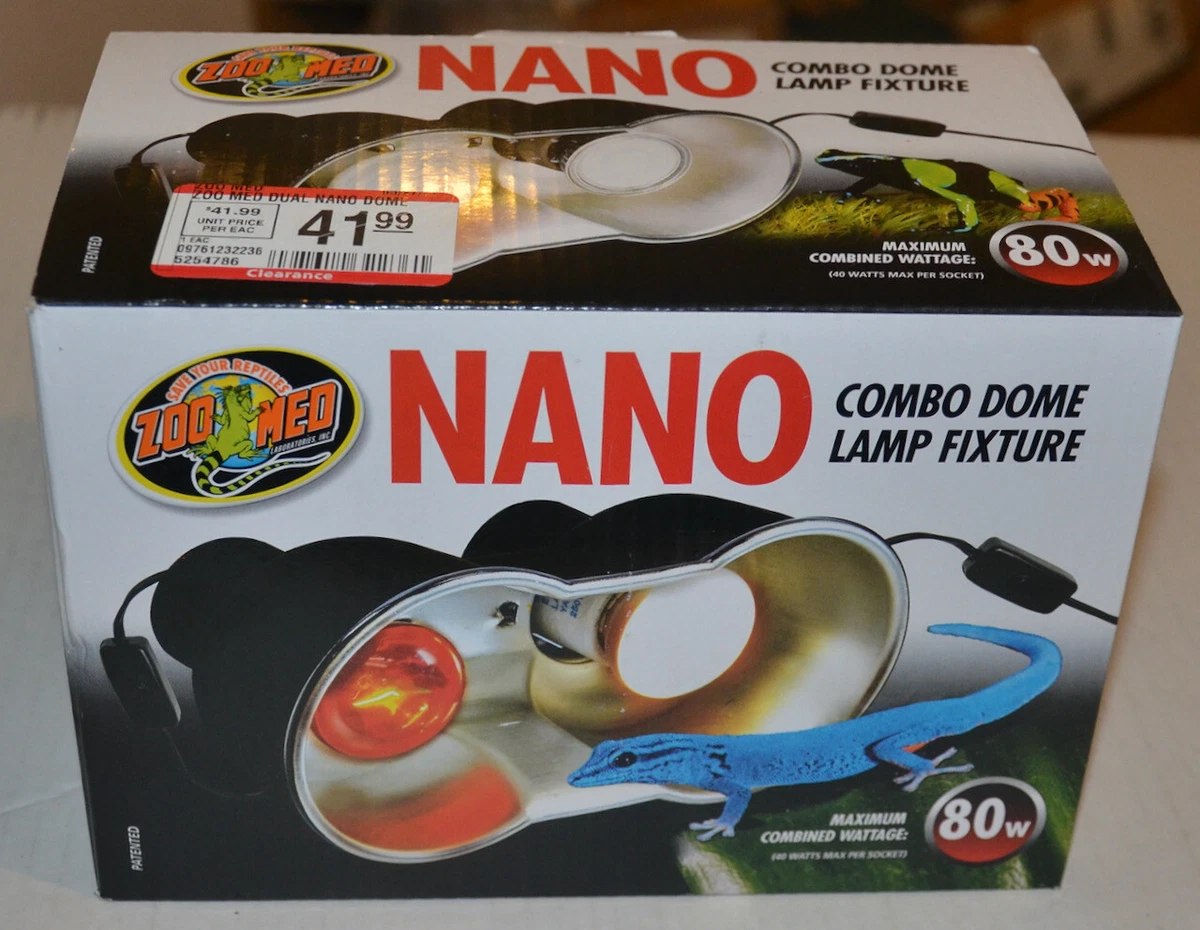 ZOO MED
NANO
COMBO DOME
LAMP FIXTURE
ZOO MED
ZOO MED DUAL NANO DOME
$41.99
UNIT PRICE
PER EAC
41 99
1 EAC
09761232236
5254786
Clearance
PATENTED
MAXIMUM
COMBINED WATTAGE:
(40 WATTS MAX PER SOCKET)
80W
SAVE YOUR REPTILES
ZOO MED
LABORATORIES, INC.
NANO
COMBO DOME
LAMP FIXTURE
PATENTED
MAXIMUM
COMBINED WATTAGE:
(40 WATTS MAX PER SOCKET)
80W